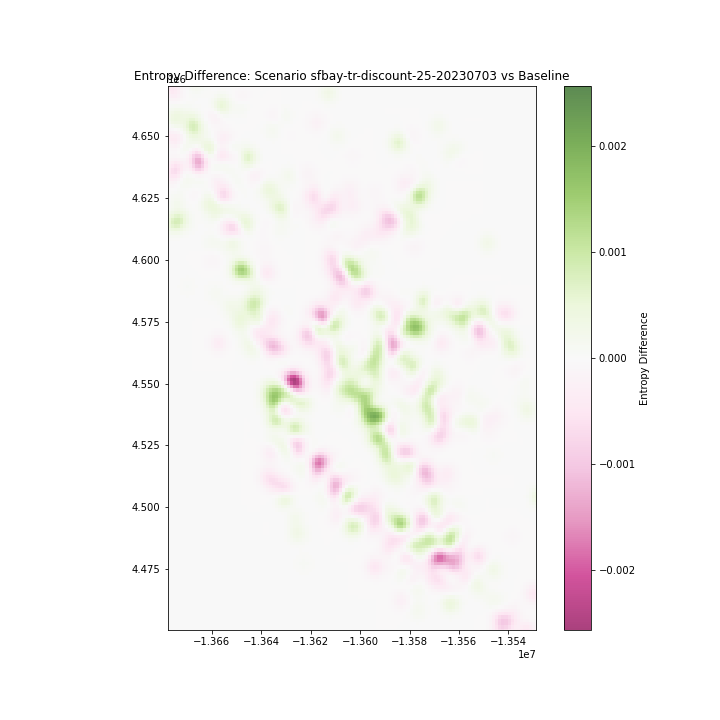 Entropy Difference: Scenario sfbay-tr-discount-25-20230703 vs Baseline
1e6
4.650
4.625
4.600
4.575
4.550
4.525
4.500
4.475
−1.366 −1.364 −1.362 −1.360 −1.358 −1.356 −1.354
1e7
0.002
0.001
0.000
−0.001
−0.002
Entropy Difference